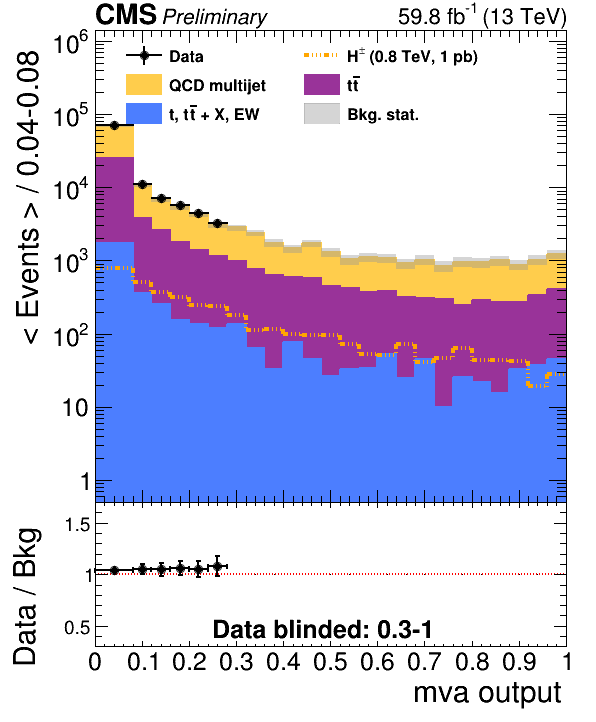 CMS Preliminary 59.8 fb⁻¹ (13 TeV)
Data
H± (0.8 TeV, 1 pb)
QCD multijet
tt̄
t, tt̄ + X, EW
Bkg. stat.
< Events > / 0.04-0.08
10⁶
10⁵
10⁴
10³
10²
10
1
Data / Bkg
1.5
1
0.5
Data blinded: 0.3-1
0 0.1 0.2 0.3 0.4 0.5 0.6 0.7 0.8 0.9 1
mva output